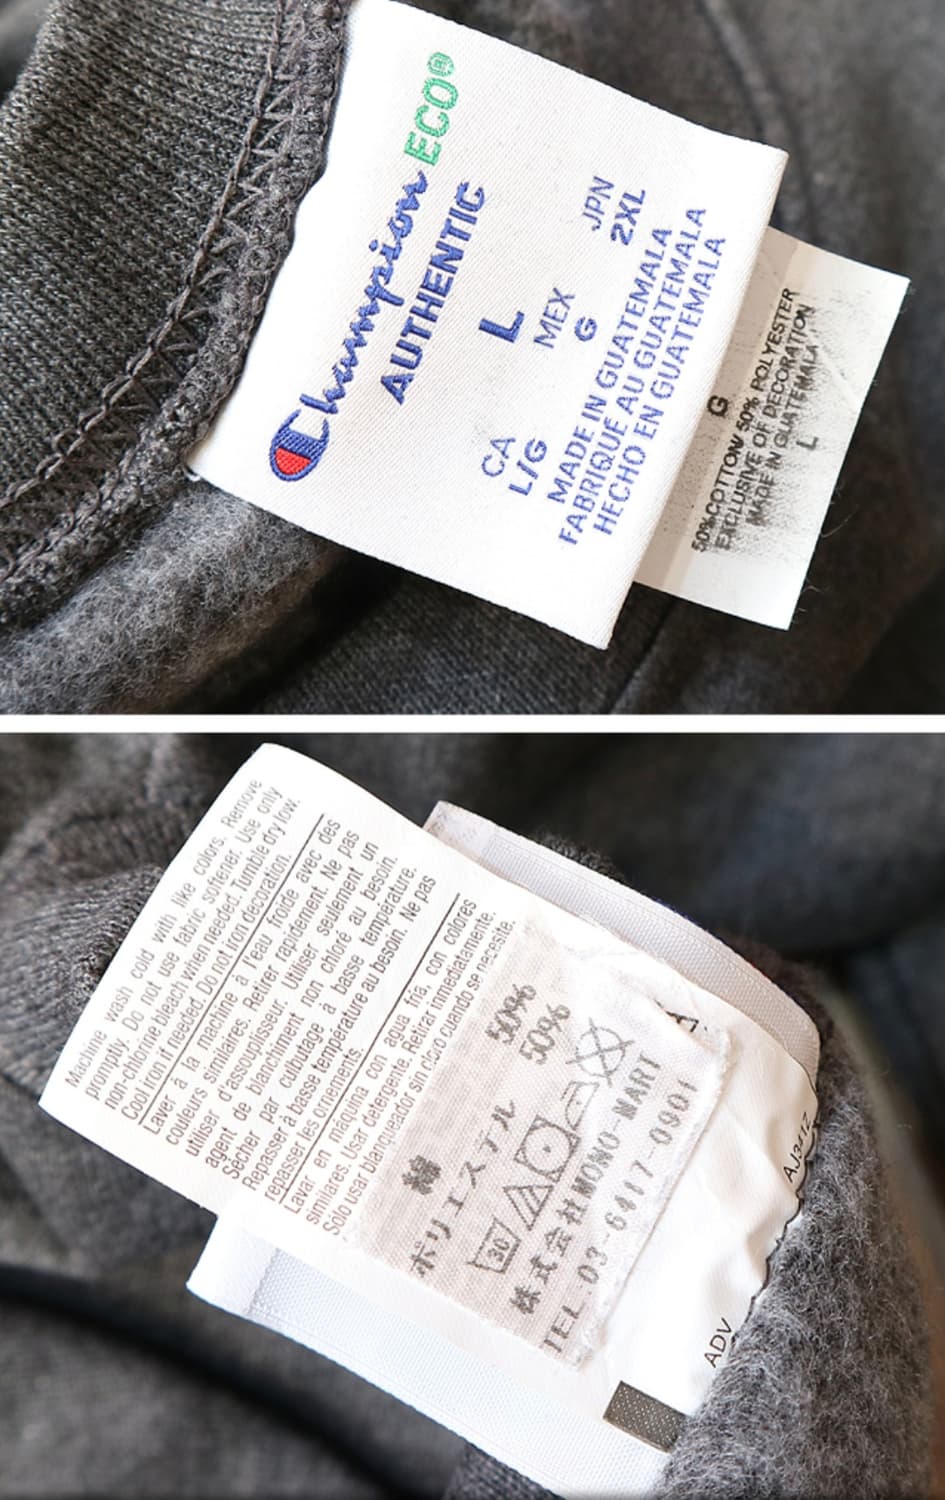 Champion ECO®
AUTHENTIC
L
CA MEX JPN
L/G G 2XL
MADE IN GUATEMALA
FABRIQUÉ AU GUATEMALA
HECHO EN GUATEMALA
G
50%COTTON/ 50% POLYESTER
EXCLUSIVE OF DECORATION
MADE IN GUATEMALA
L
Machine wash cold with like colors. Remove
promptly. Do not use fabric softener. Use only
non-chlorine bleach when needed. Tumble dry low.
Cool iron if needed. Do not iron decoration.
Laver à la machine à l'eau froide avec des
couleurs similaires. Retirer rapidement. Ne pas
utiliser d'assouplisseur. Utiliser seulement un
agent de blanchiment non chloré au besoin.
Sécher par culbutage à basse température.
Repasser à basse température au besoin. Ne pas
repasser les ornements.
Lavar en máquina con agua fría, con colores
similares. Usar detergente. Retirar inmediatamente.
Solo usar blanqueador sin cloro cuando se necesite.
綿 50%
ポリエステル 50%
30
株式会社MONO-MART
TEL.03-6417-0901
A
ADV AJ341Z